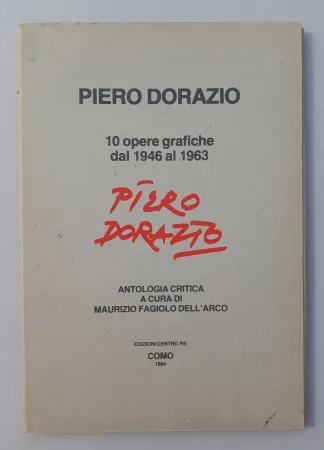 PIERO DORAZIO
10 opere grafiche
dal 1946 al 1963
PIERO
DORAZIO
ANTOLOGIA CRITICA
A CURA DI
MAURIZIO FAGIOLO DELL'ARCO
EDIZIONI CENTRO RS
COMO
1984